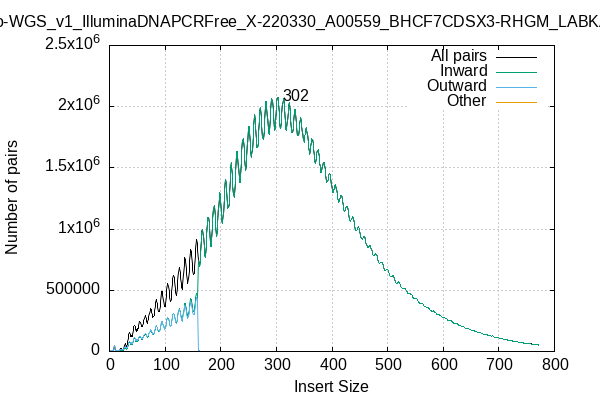 o-WGS_v1_IlluminaDNAPCRFree_X-220330_A00559_BHCF7CDSX3-RHGM_LABK.
2.5x10^6
2x10^6
1.5x10^6
1x10^6
500000
0
Number of pairs
All pairs
Inward
Outward
Other
302
0 100 200 300 400 500 600 700 800
Insert Size